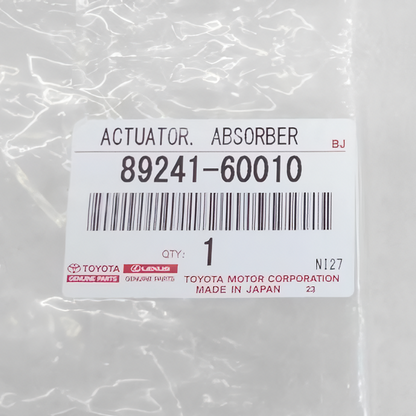 ACTUATOR. ABSORBER
BJ
89241-60010
QTY: 1
NI27
TOYOTA LEXUS
GENUINE PARTS GENUINE PARTS
TOYOTA MOTOR CORPORATION
MADE IN JAPAN 23